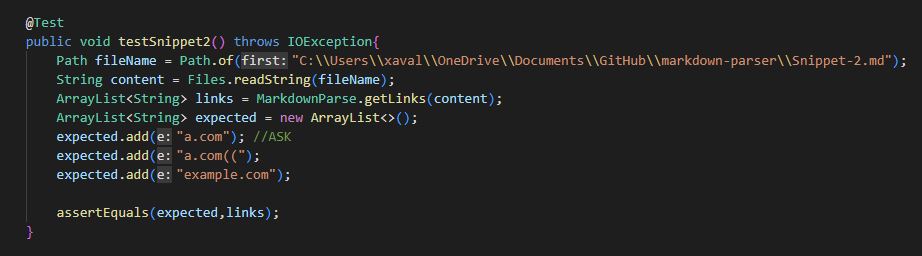 @Test
public void testSnippet2() throws IOException{
Path fileName = Path.of(first: "C:\\Users\\xaval\\OneDrive\\Documents\\GitHub\\markdown-parser\\Snippet-2.md");
String content = Files.readString(fileName);
ArrayList<String> links = MarkdownParse.getLinks(content);
ArrayList<String> expected = new ArrayList<>();
expected.add(e: "a.com"); //ASK
expected.add(e: "a.com((");
expected.add(e: "example.com");
assertEquals(expected,links);
}